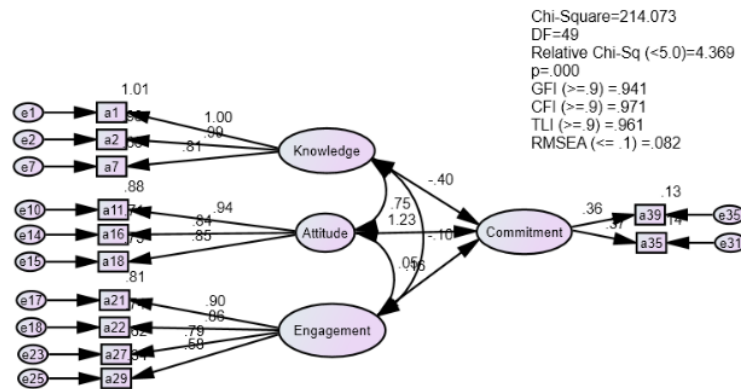 Chi-Square=214.073
DF=49
Relative Chi-Sq (<5.0)=4.369
p=.000
GFI (>=.9) =.941
CFI (>=.9) =.971
TLI (>=.9) =.961
RMSEA (<= .1) =.082
1.01
e1 a1 1.00
e2 a2 .99 Knowledge
e7 a7 .81
.88 .75 -.40 .13
e10 a11 .94 .36 a39 e35
e14 a16 .84 Attitude 1.23 Commitment
e15 a18 .85 -.10 .37 a35 e31
.81 .05
e17 a21 .90
e18 a22 .86 Engagement
e23 a27 .79
e25 a29 .58